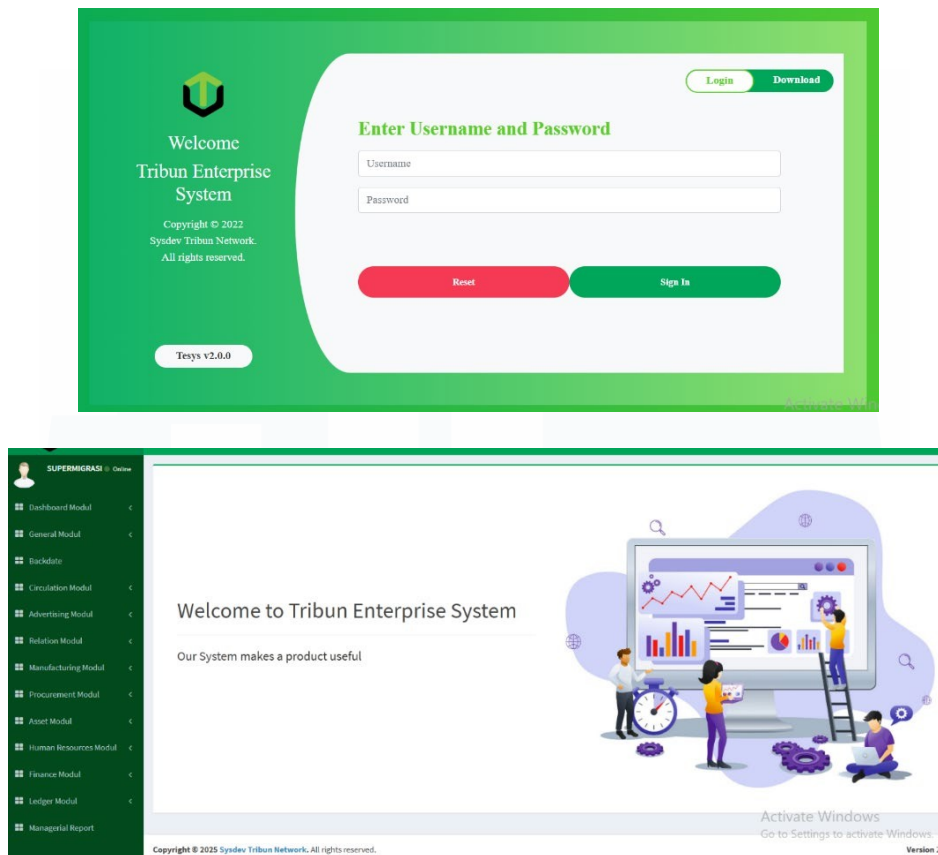 Login Download
Enter Username and Password
Username
Password
Reset Sign In
Welcome
Tribun Enterprise
System
Copyright © 2022
Sysdev Tribun Network.
All rights reserved.
Tesys v2.0.0
Activate Win
SUPERMIGRASI Online
Dashboard Modul
General Modul
Backdate
Circulation Modul
Advertising Modul
Relation Modul
Manufacturing Modul
Procurement Modul
Asset Modul
Human Resources Modul
Finance Modul
Ledger Modul
Managerial Report
Welcome to Tribun Enterprise System
Our System makes a product useful
Activate Windows
Go to Settings to activate Windows.
Copyright © 2025 Sysdev Tribun Network. All rights reserved.
Version